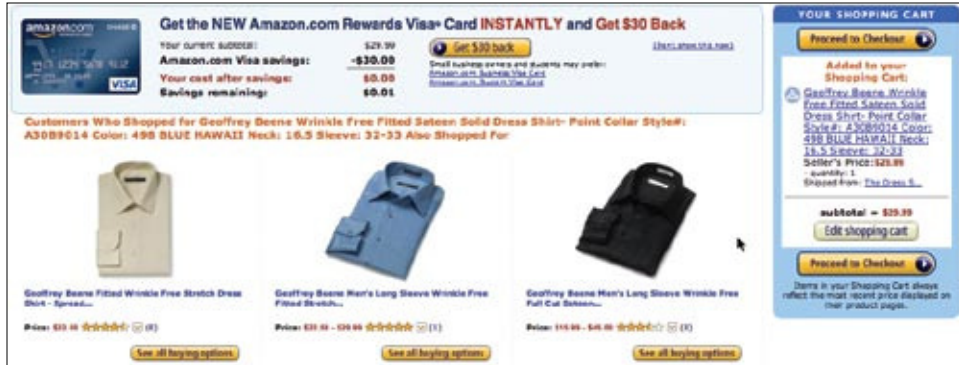 Get the NEW Amazon.com Rewards Visa® Card INSTANTLY and Get $30 Back
amazon.com
VISA
Your current subtotal: $29.99
Amazon.com Visa savings: -$30.00
Your cost after savings: $0.00
Savings remaining: $0.01
Get $30 back
Small business owners and students may prefer:
Amazon.com Business Visa Card
Amazon.com Student Visa Card
Customers Who Shopped for Geoffrey Beene Wrinkle Free Fitted Sateen Solid Dress Shirt- Point Collar Style#:
A30B9014 Color: 49B BLUE HAWAII Neck: 16.5 Sleeve: 32-33 Also Shopped For
Geoffrey Beene Fitted Wrinkle Free Stretch Dress
Shirt - Spread...
Price:
See all buying options
Geoffrey Beene Men's Long Sleeve Wrinkle Free
Fitted Stretch...
Price:
See all buying options
Geoffrey Beene Men's Long Sleeve Wrinkle Free
Full Cut Sateen...
Price:
See all buying options
YOUR SHOPPING CART
Proceed to Checkout
Added to your
Shopping Cart:
Geoffrey Beene Wrinkle
Free Fitted Sateen Solid
Dress Shirt- Point Collar
Style#: A30B9014 Color:
49B BLUE HAWAII Neck:
16.5 Sleeve: 32-33
Seller's Price: $29.99
- quantity: 1
Shipped from: The Dress S...
subtotal = $29.99
Edit shopping cart
Proceed to Checkout
Items in your Shopping Cart always
reflect the most recent price displayed on
their product pages.